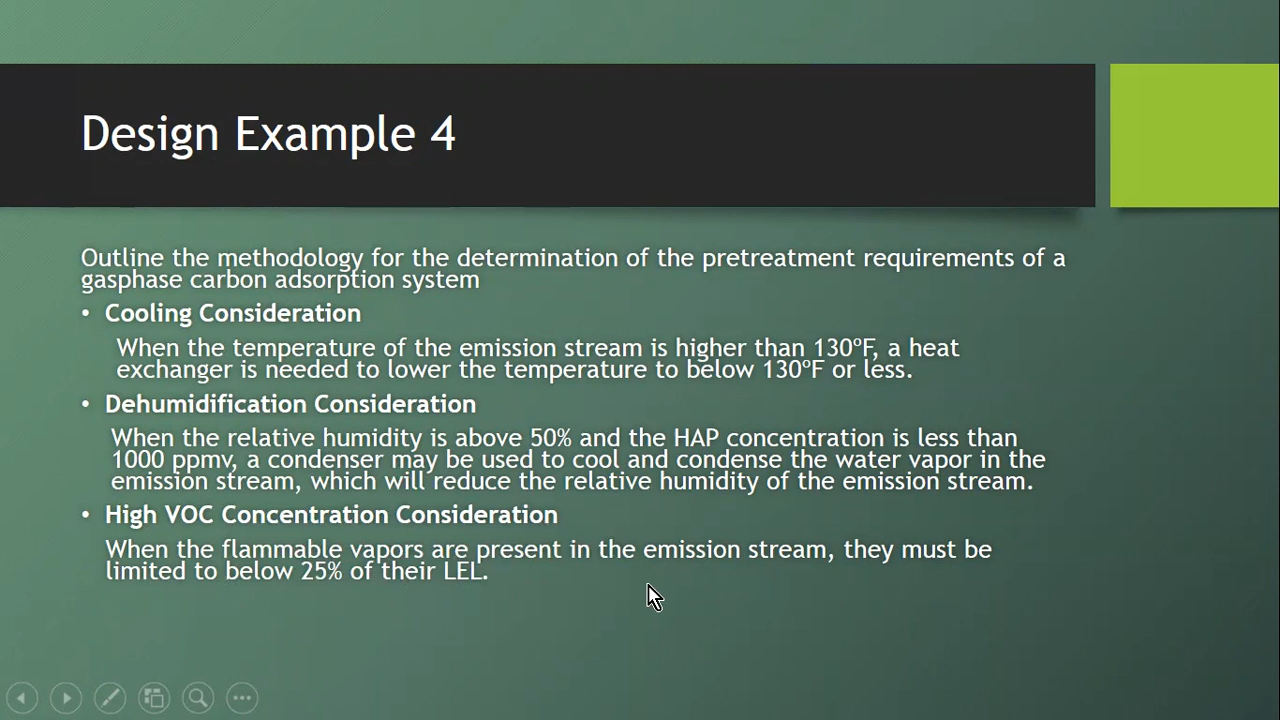 Design Example 4
Outline the methodology for the determination of the pretreatment requirements of a
gasphase carbon adsorption system
• Cooling Consideration
When the temperature of the emission stream is higher than 130ºF, a heat
exchanger is needed to lower the temperature to below 130ºF or less.
• Dehumidification Consideration
When the relative humidity is above 50% and the HAP concentration is less than
1000 ppmv, a condenser may be used to cool and condense the water vapor in the
emission stream, which will reduce the relative humidity of the emission stream.
• High VOC Concentration Consideration
When the flammable vapors are present in the emission stream, they must be
limited to below 25% of their LEL.